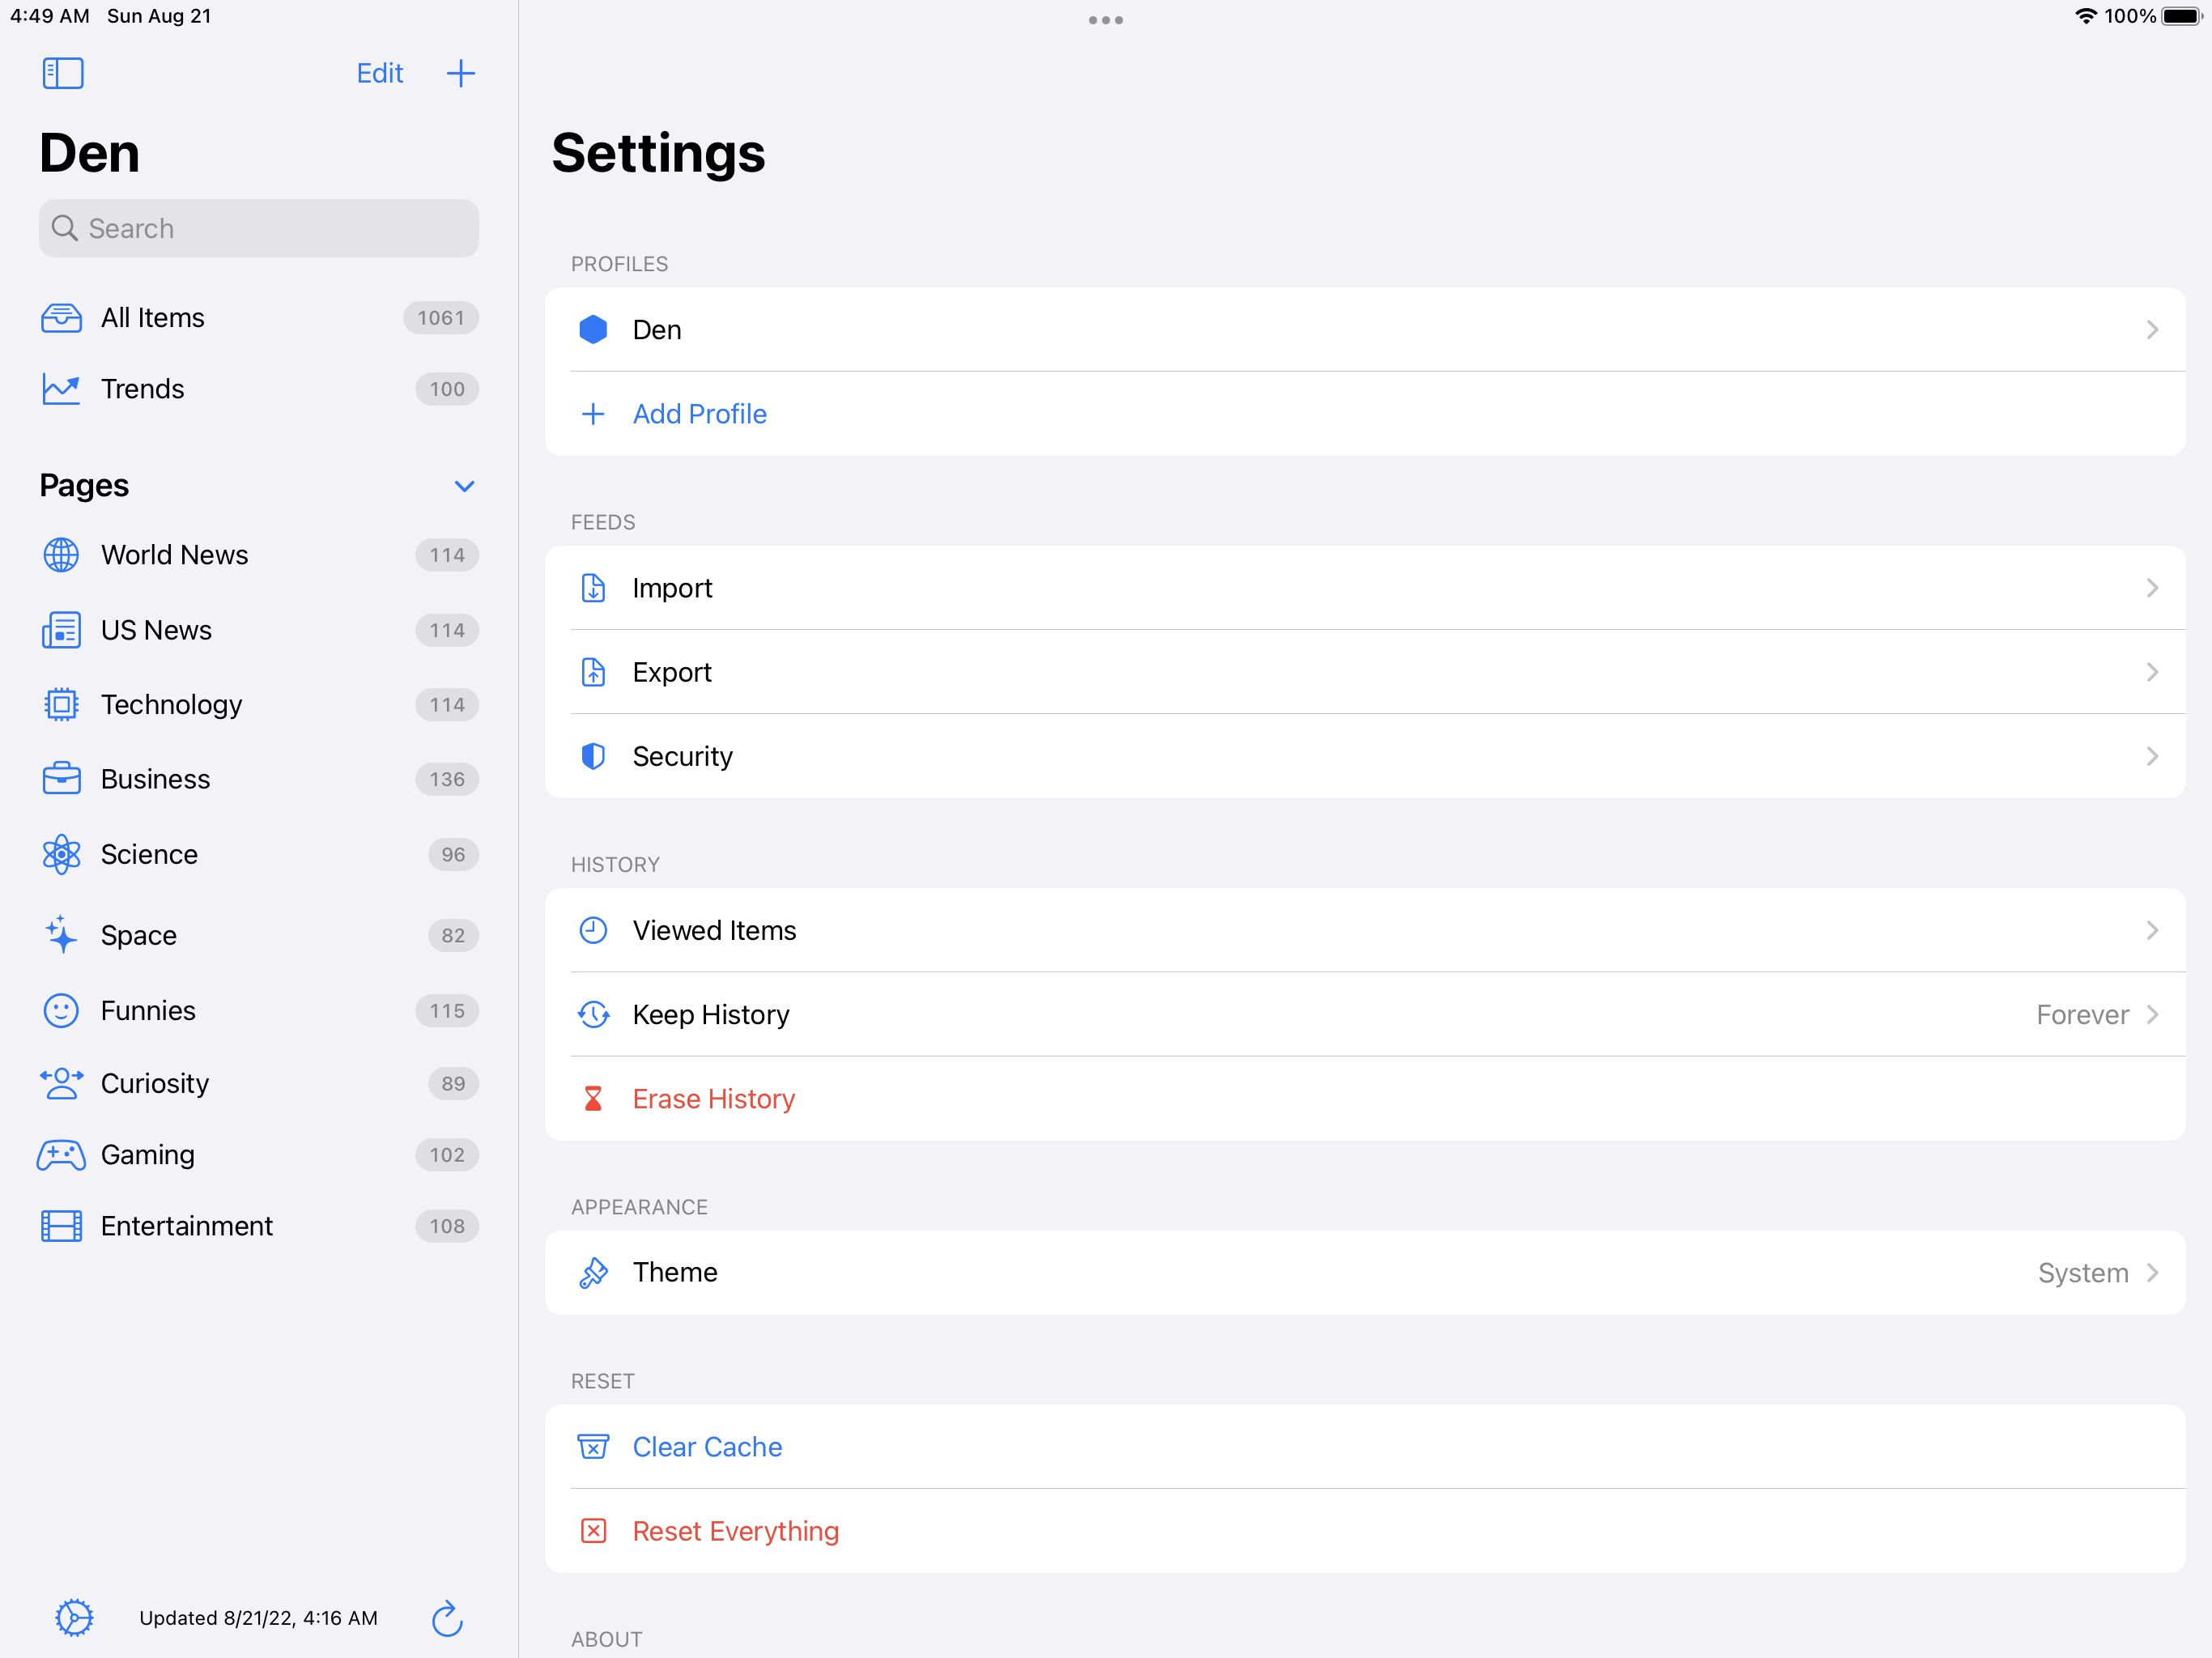 4:49 AM Sun Aug 21
100%
Edit
Den
Search
All Items 1061
Trends 100
Pages
World News 114
US News 114
Technology 114
Business 136
Science 96
Space 82
Funnies 115
Curiosity 89
Gaming 102
Entertainment 108
Updated 8/21/22, 4:16 AM
Settings
PROFILES
Den
Add Profile
FEEDS
Import
Export
Security
HISTORY
Viewed Items
Keep History Forever
Erase History
APPEARANCE
Theme System
RESET
Clear Cache
Reset Everything
ABOUT